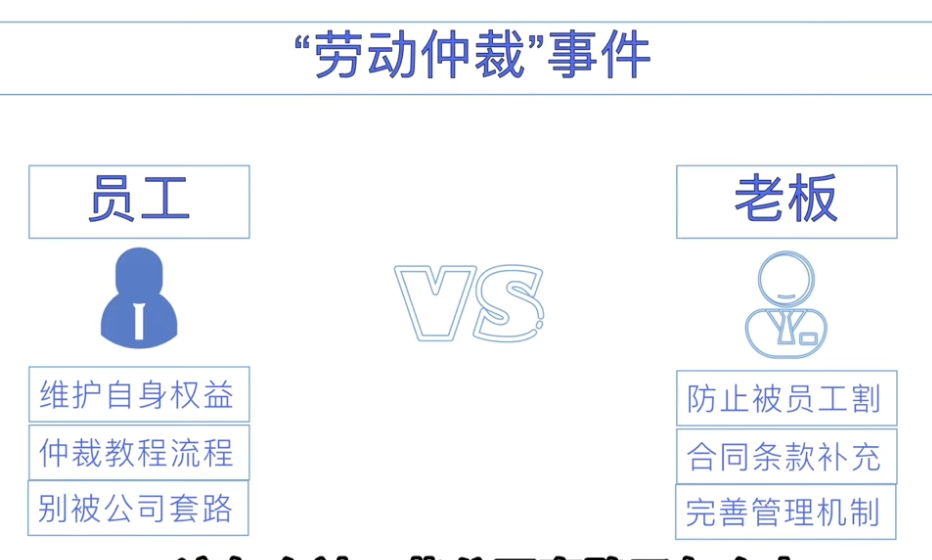 “劳动仲裁”事件
员工
老板
VS
维护自身权益
仲裁教程流程
别被公司套路
防止被员工割
合同条款补充
完善管理机制